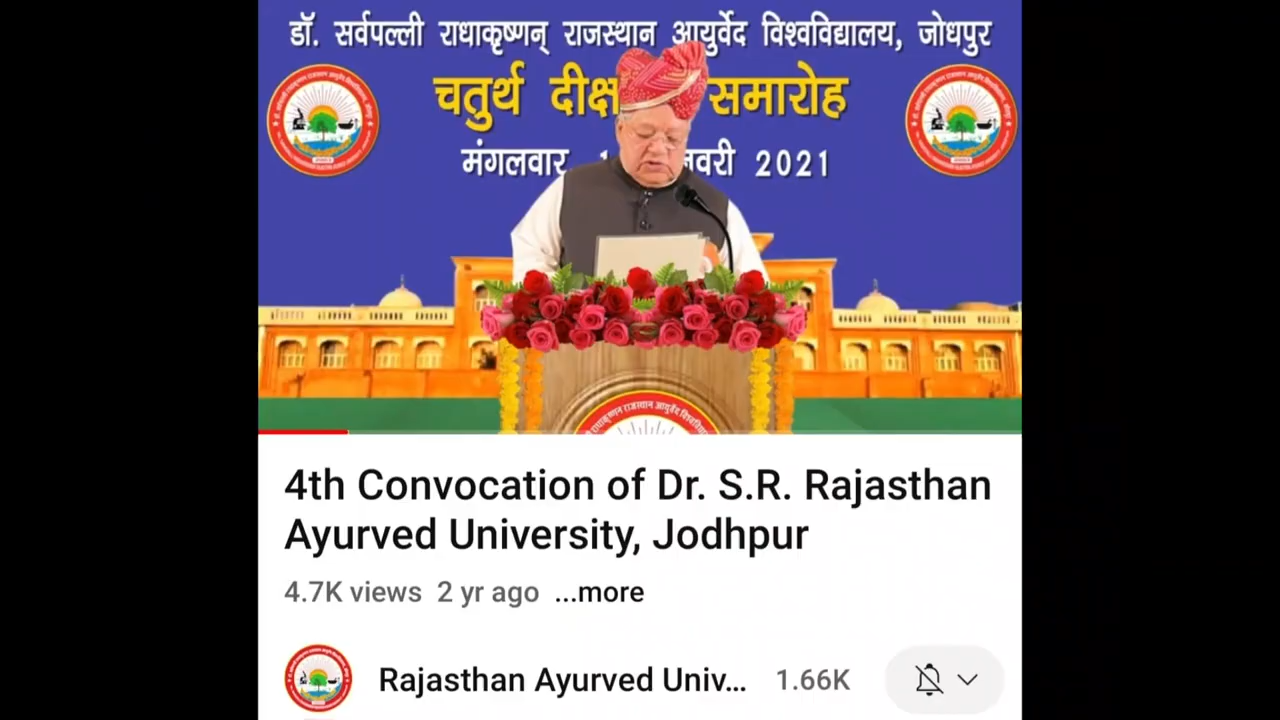 डॉ. सर्वपल्ली राधाकृष्णन् राजस्थान आयुर्वेद विश्वविद्यालय, जोधपुर
चतुर्थ दीक्ष समारोह
मंगलवार 2021
4th Convocation of Dr. S.R. Rajasthan
Ayurved University, Jodhpur
4.7K views 2 yr ago ...more
Rajasthan Ayurved Univ... 1.66K